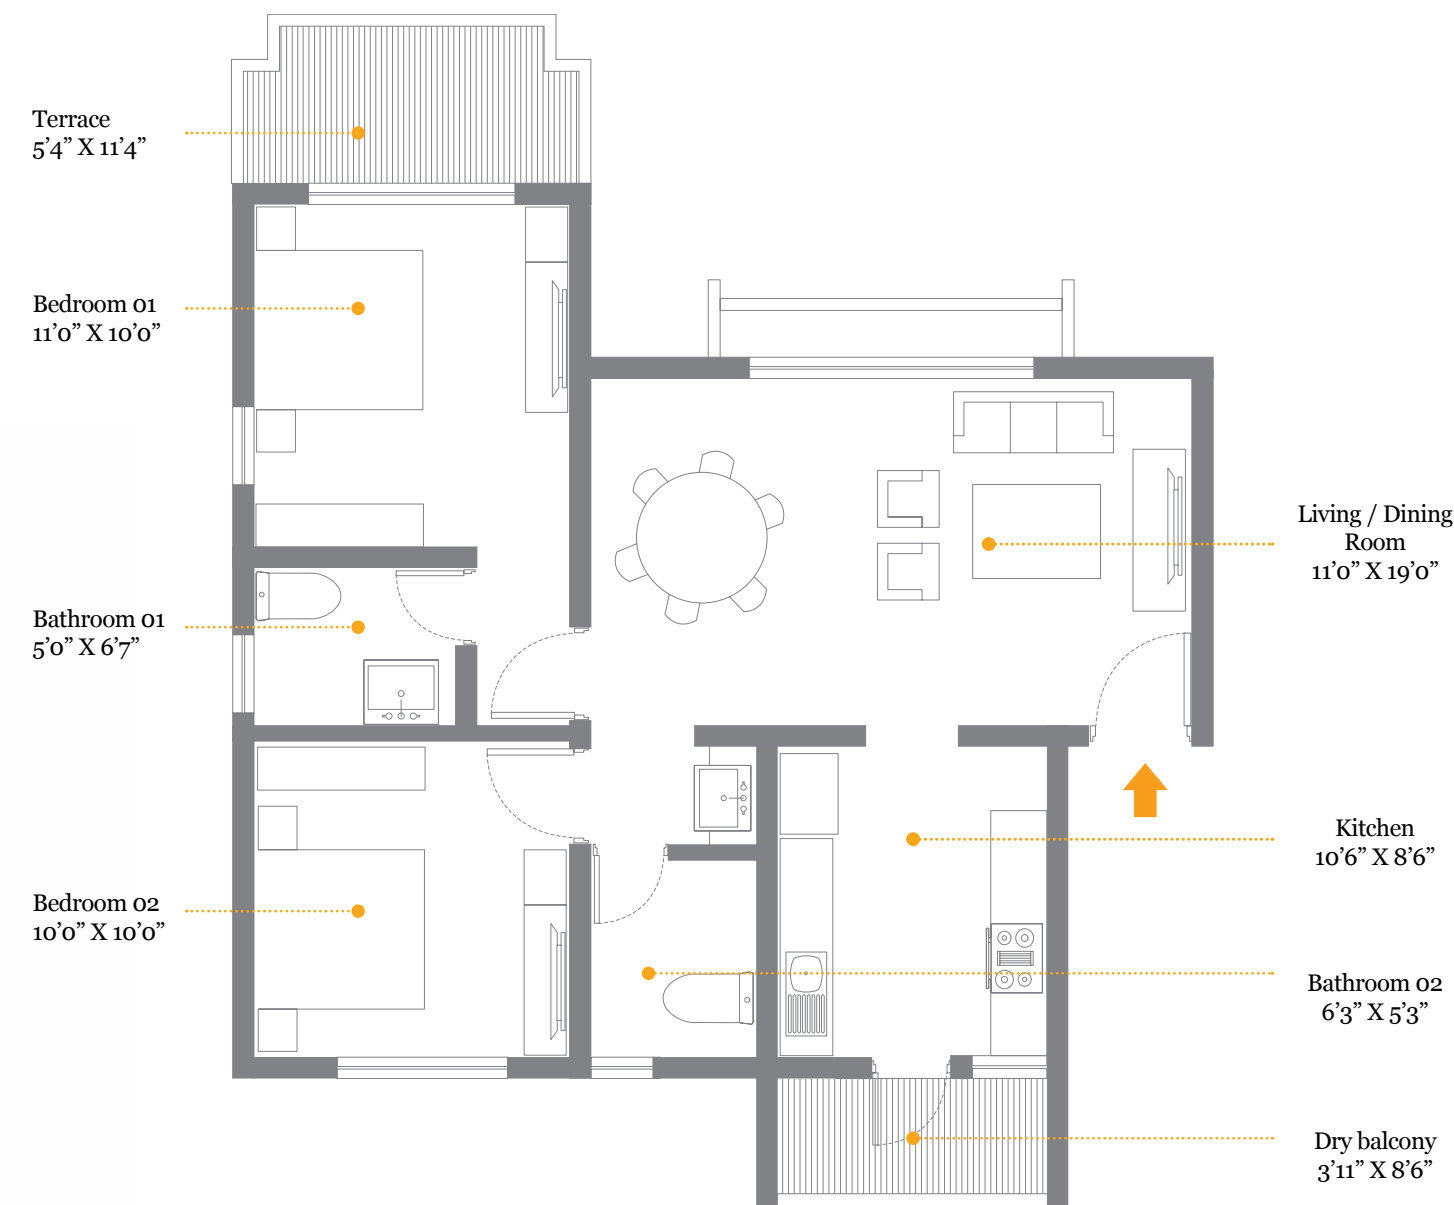 Terrace
5’4” X 11’4”
Bedroom 01
11’0” X 10’0”
Bathroom 01
5’0” X 6’7”
Bedroom 02
10’0” X 10’0”
Living / Dining
Room
11’0” X 19’0”
Kitchen
10’6” X 8’6”
Bathroom 02
6’3” X 5’3”
Dry balcony
3’11” X 8’6”